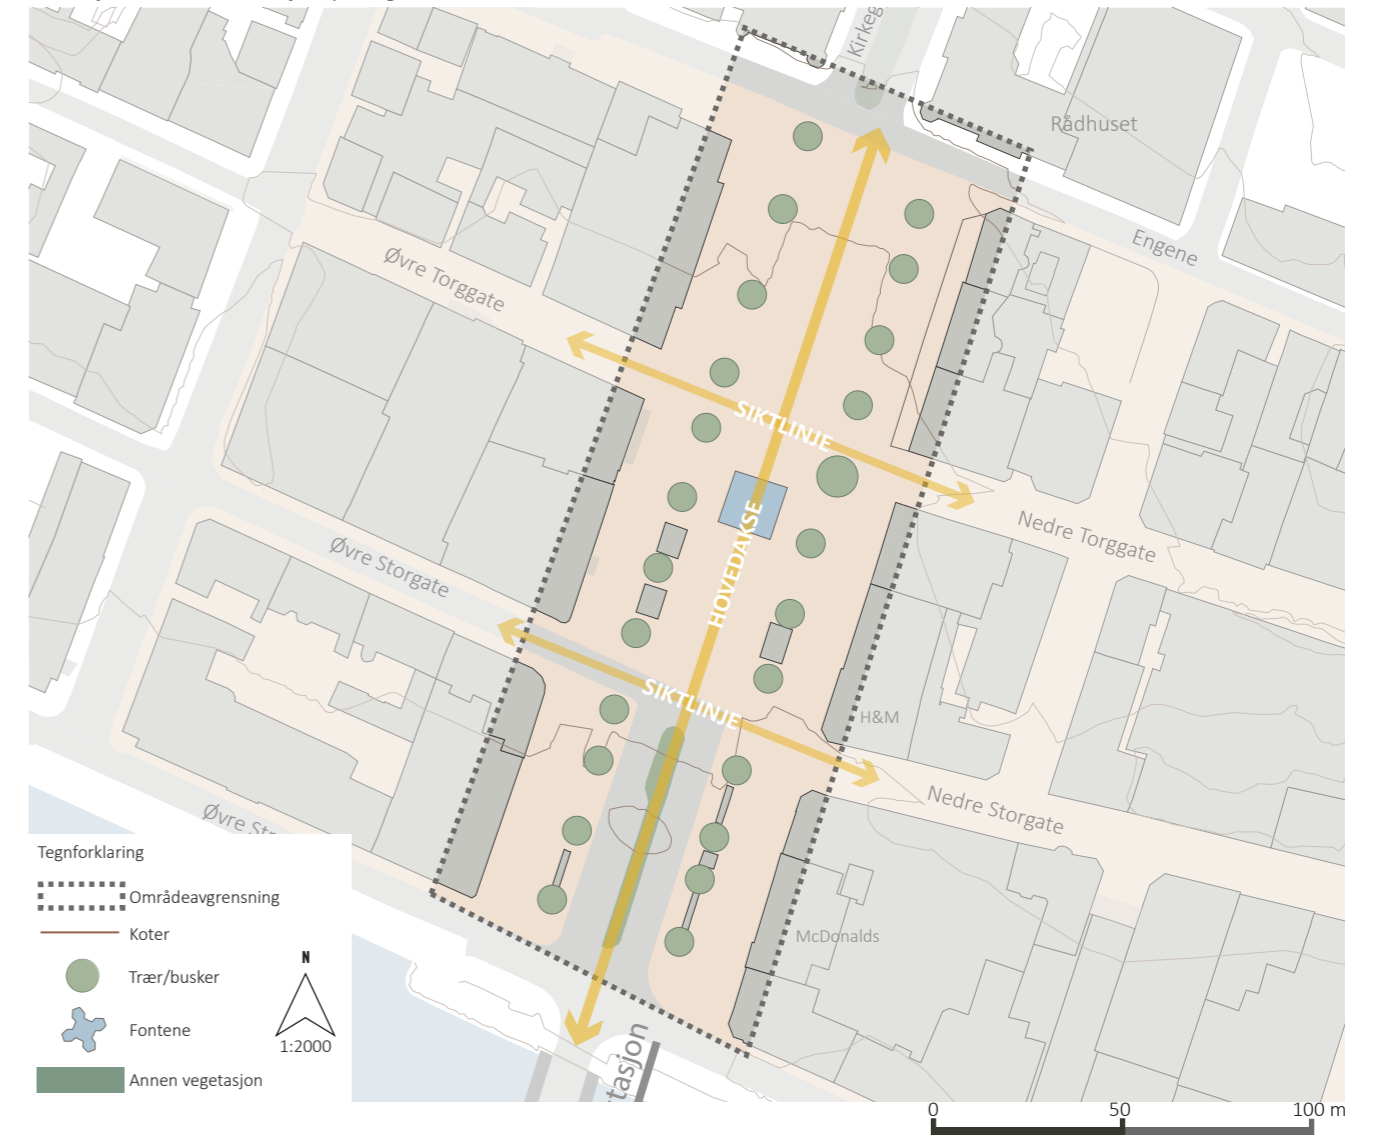 Kirkeg
Rådhuset
Engene
Øvre Torggate
SIKTLINJE
HOVEDAKSE
Nedre Torggate
Øvre Storgate
SIKTLINJE
H&M
Nedre Storgate
Øvre Str
McDonalds
tasjon
Tegnforklaring
Områdeavgrensning
Koter
Trær/busker
Fontene
Annen vegetasjon
N
1:2000
0 50 100 m